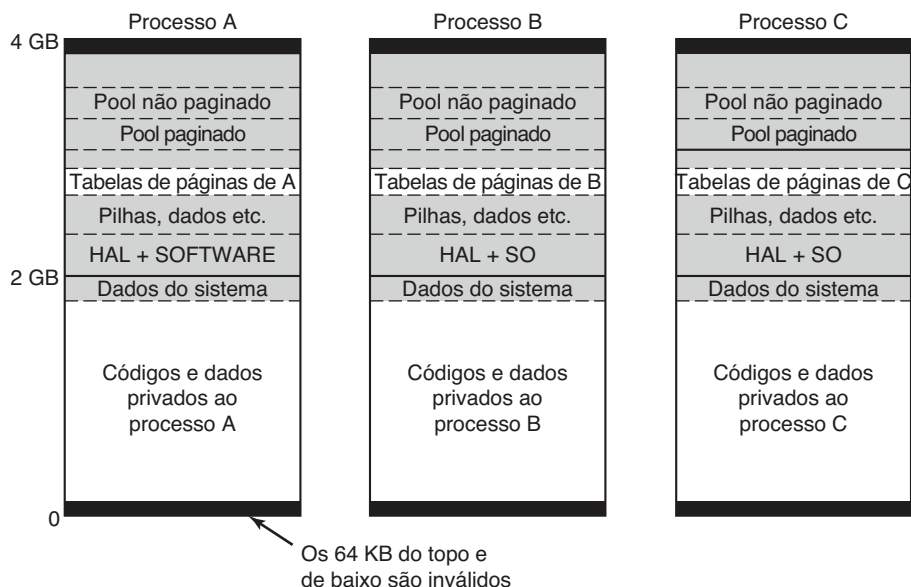 Processo A
Processo B
Processo C
4 GB
Pool não paginado
Pool não paginado
Pool não paginado
Pool paginado
Pool paginado
Pool paginado
Tabelas de páginas de A
Tabelas de páginas de B
Tabelas de páginas de C
Pilhas, dados etc.
Pilhas, dados etc.
Pilhas, dados etc.
HAL + SOFTWARE
HAL + SO
HAL + SO
2 GB
Dados do sistema
Dados do sistema
Dados do sistema
Códigos e dados
privados ao
processo A
Códigos e dados
privados ao
processo B
Códigos e dados
privados ao
processo C
0
Os 64 KB do topo e
de baixo são inválidos